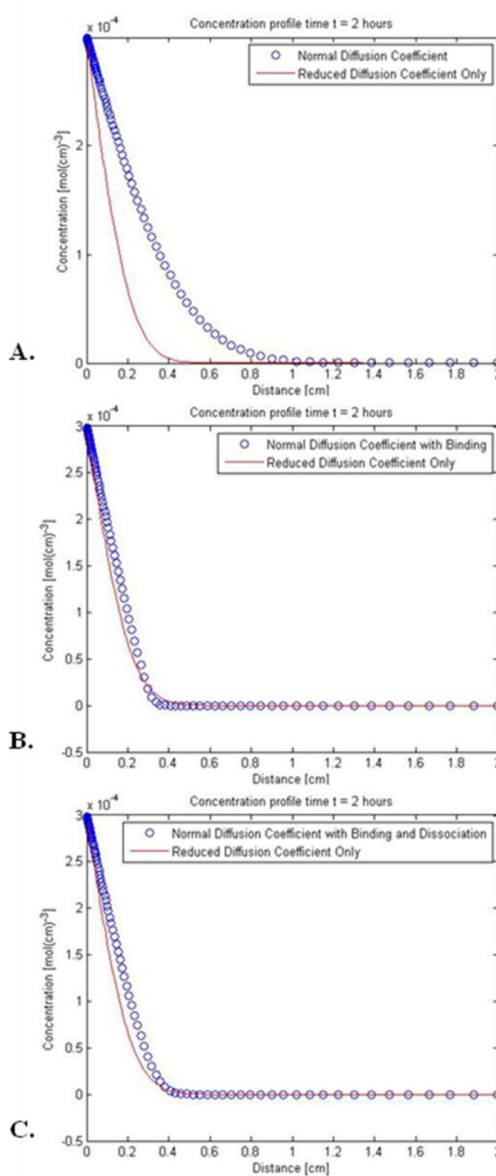 x 10⁻⁴
Concentration profile time t = 2 hours
Normal Diffusion Coefficient
Reduced Diffusion Coefficient Only
2
1
0
Concentration [mol(cm)⁻³]
0 0.2 0.4 0.6 0.8 1 1.2 1.4 1.6 1.8
Distance [cm]
A.
3 x 10⁻⁴
Concentration profile time t = 2 hours
Normal Diffusion Coefficient with Binding
Reduced Diffusion Coefficient Only
2.5
2
1.5
1
0.5
0
-0.5
Concentration [mol(cm)⁻³]
0 0.2 0.4 0.6 0.8 1 1.2 1.4 1.6 1.8
Distance [cm]
B.
3 x 10⁻⁴
Concentration profile time t = 2 hours
Normal Diffusion Coefficient with Binding and Dissociation
Reduced Diffusion Coefficient Only
2.5
2
1.5
1
0.5
0
-0.5
Concentration [mol(cm)⁻³]
0 0.2 0.4 0.6 0.8 1 1.2 1.4 1.6 1.8
Distance [cm]
C.